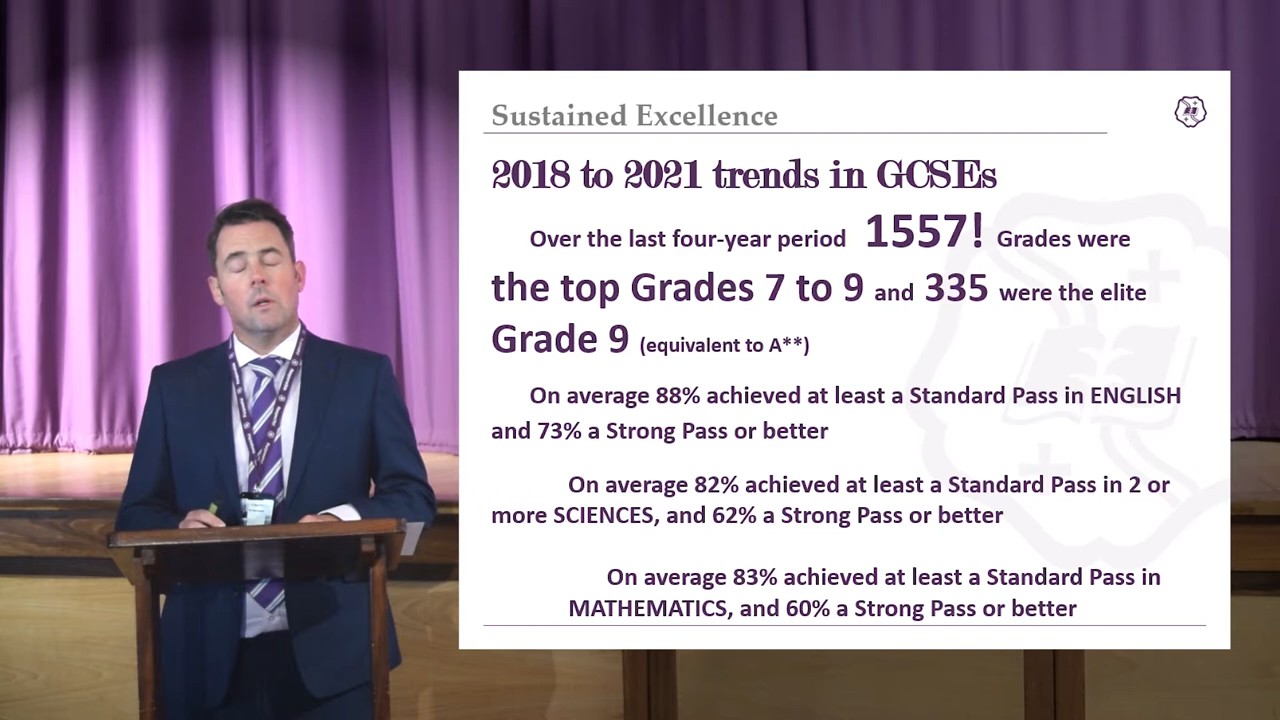 Sustained Excellence
2018 to 2021 trends in GCSEs
Over the last four-year period 1557! Grades were
the top Grades 7 to 9 and 335 were the elite
Grade 9 (equivalent to A**)
On average 88% achieved at least a Standard Pass in ENGLISH
and 73% a Strong Pass or better
On average 82% achieved at least a Standard Pass in 2 or
more SCIENCES, and 62% a Strong Pass or better
On average 83% achieved at least a Standard Pass in
MATHEMATICS, and 60% a Strong Pass or better